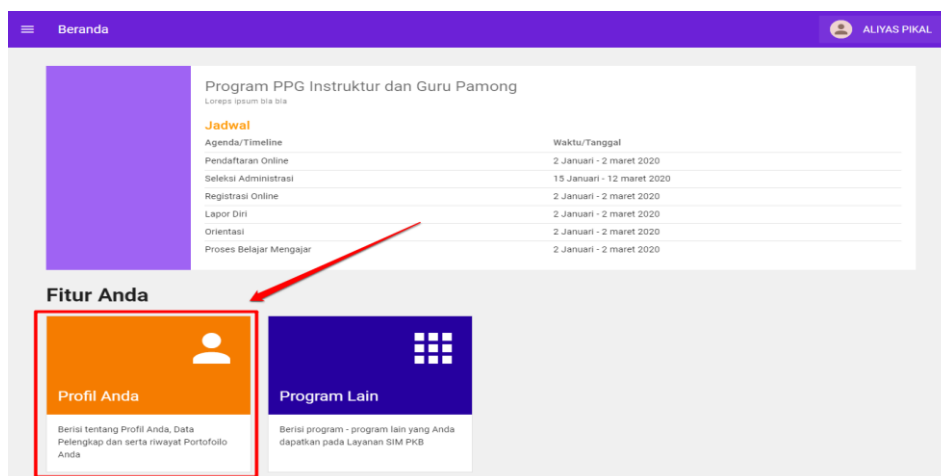 Beranda
ALIYAS PIKAL
Program PPG Instruktur dan Guru Pamong
Loreps ipsum bla bla
Jadwal
Agenda/Timeline Waktu/Tanggal
Pendaftaran Online 2 Januari - 2 maret 2020
Seleksi Administrasi 15 Januari - 12 maret 2020
Registrasi Online 2 Januari - 2 maret 2020
Lapor Diri 2 Januari - 2 maret 2020
Orientasi 2 Januari - 2 maret 2020
Proses Belajar Mengajar 2 Januari - 2 maret 2020
Fitur Anda
Profil Anda
Berisi tentang Profil Anda, Data
Pelengkap dan serta riwayat Portofoilo
Anda
Program Lain
Berisi program - program lain yang Anda
dapatkan pada Layanan SIM PKB